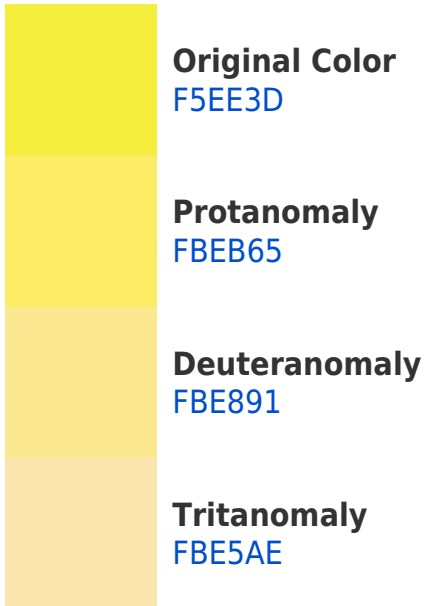 Original Color
F5EE3D
Protanomaly
FBEB65
Deuteranomaly
FBE891
Tritanomaly
FBE5AE